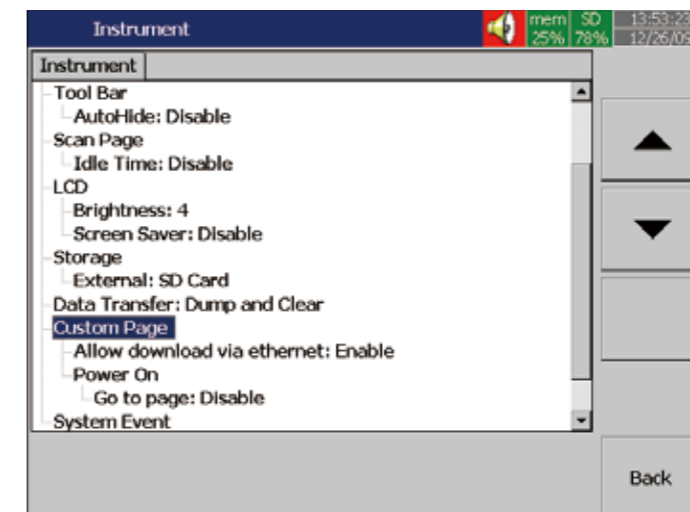 Instrument
mem SD 13:53:23
25% 78% 12/26/09
Instrument
Tool Bar
AutoHide: Disable
Scan Page
Idle Time: Disable
LCD
Brightness: 4
Screen Saver: Disable
Storage
External: SD Card
Data Transfer: Dump and Clear
Custom Page
Allow download via ethernet: Enable
Power On
Go to page: Disable
System Event
Back